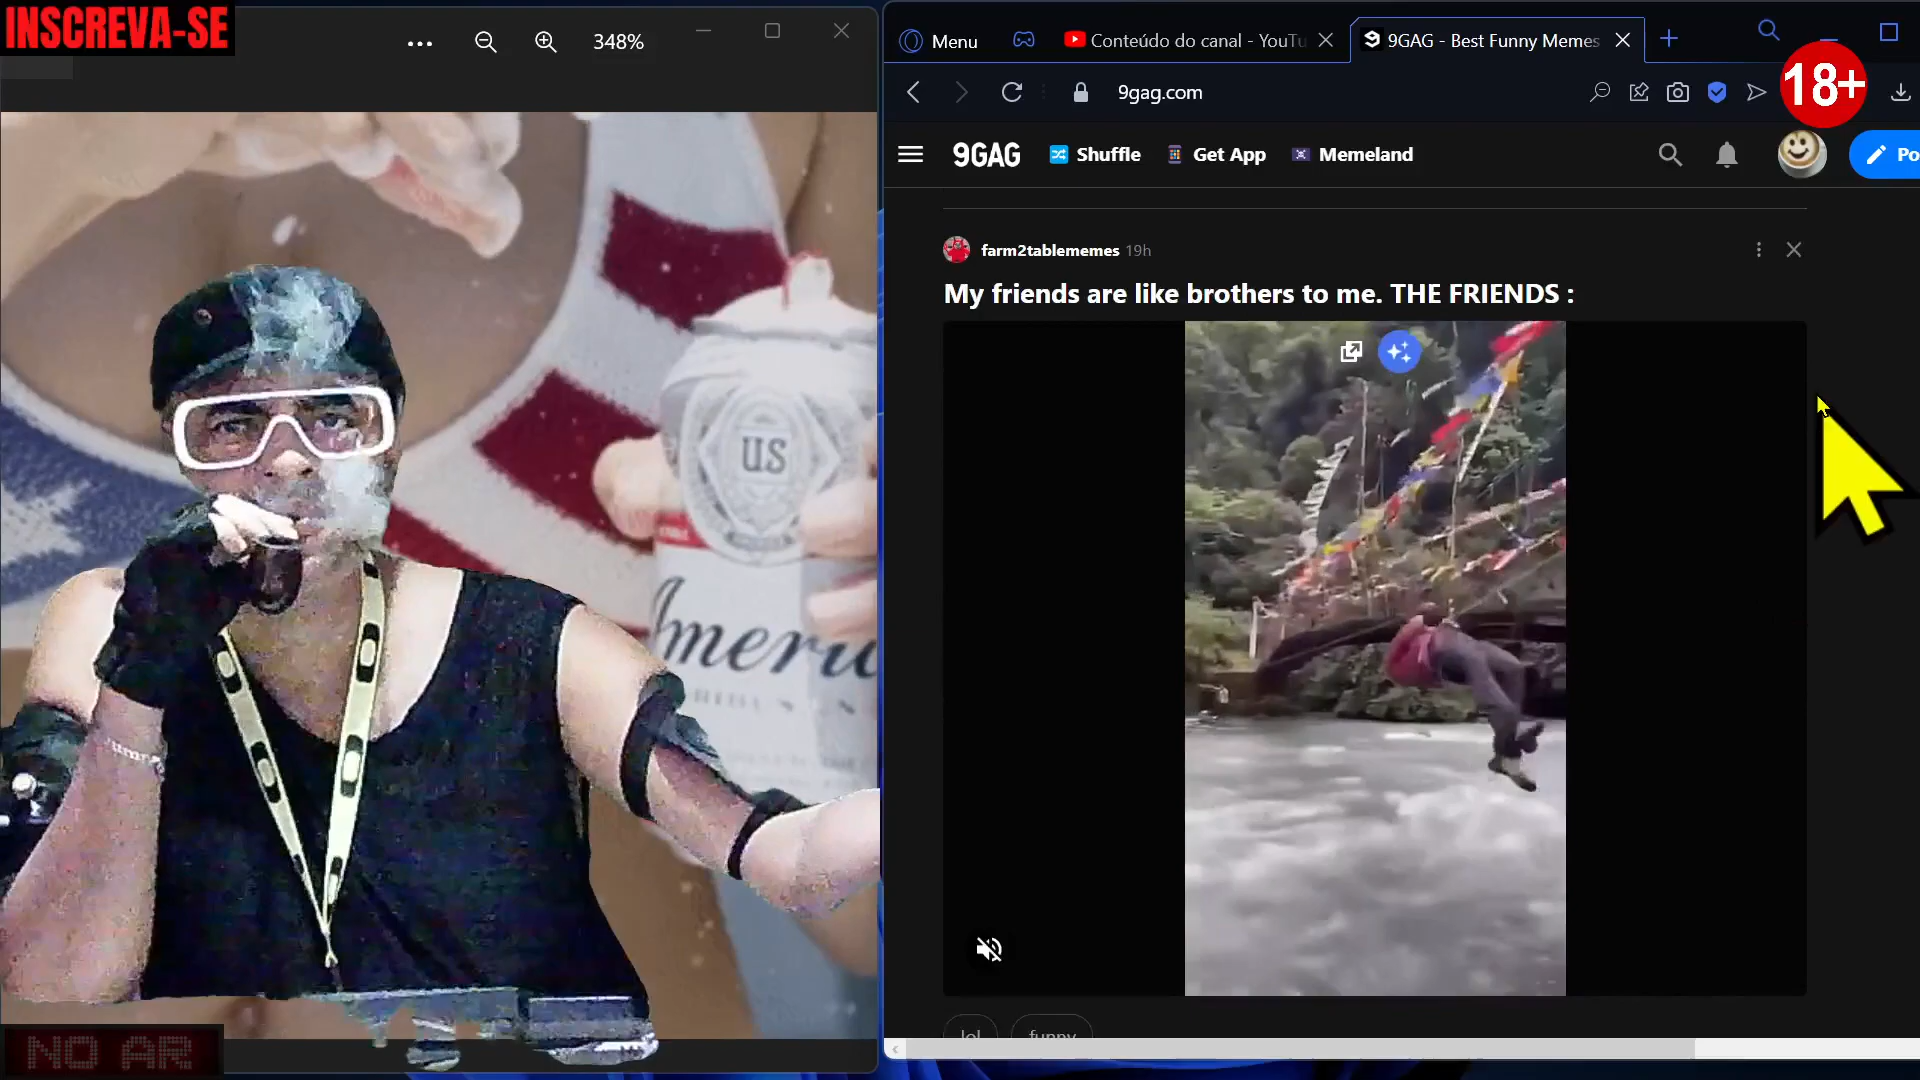 INSCREVA-SE
348%
Menu
Conteúdo do canal - YouTu
9GAG - Best Funny Memes
18+
9gag.com
9GAG
Shuffle
Get App
Memeland
Po
farm2tablememes 19h
My friends are like brothers to me. THE FRIENDS :
US
Ameri
lol
funny
NO AR